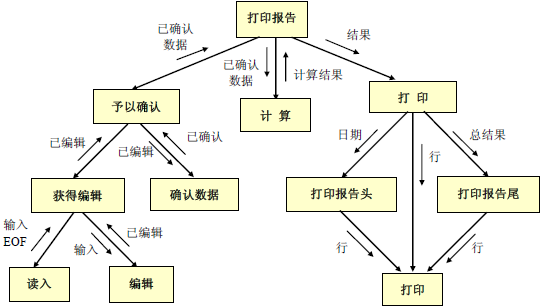 打印报告
已确认
数据
已确认
数据
计算结果
结果
予以确认
计 算
打 印
已编辑
已编辑
已确认
日期
行
总结果
获得编辑
确认数据
打印报告头
打印报告尾
输入
EOF
输入
已编辑
行
行
读入
编辑
打印